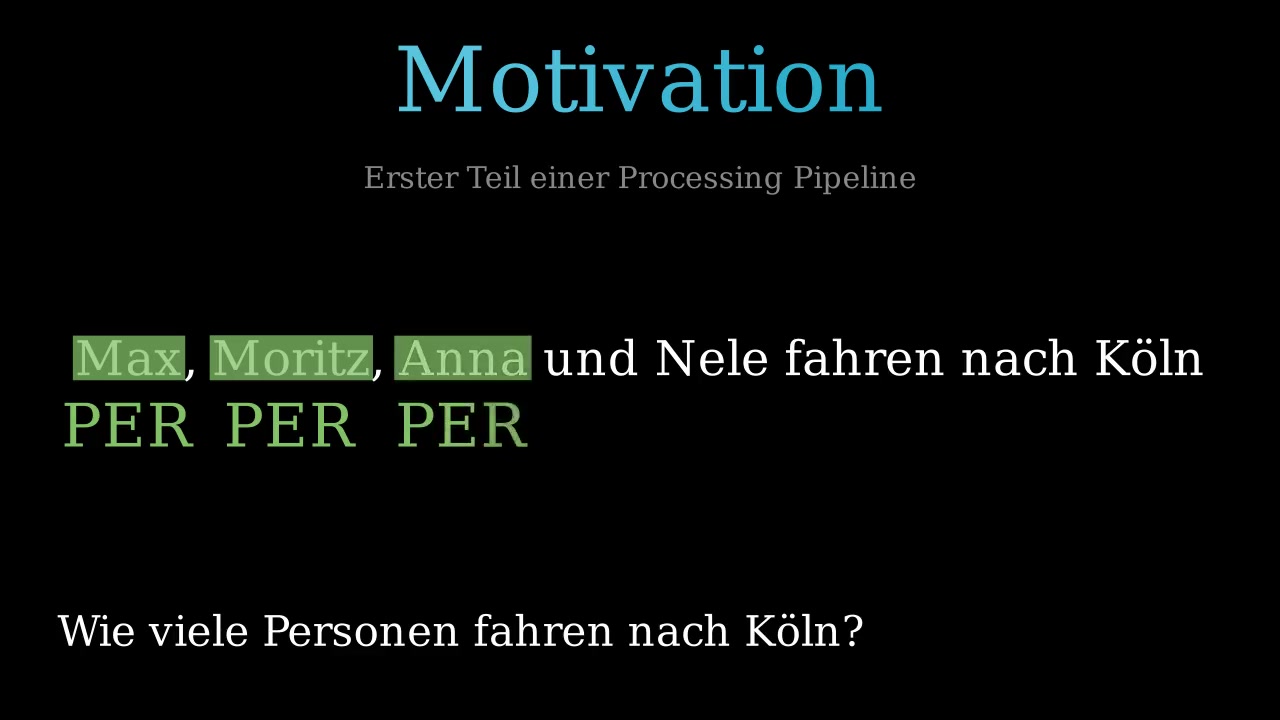 Motivation
Erster Teil einer Processing Pipeline
Max, Moritz, Anna und Nele fahren nach Köln
PER PER PER
Wie viele Personen fahren nach Köln?